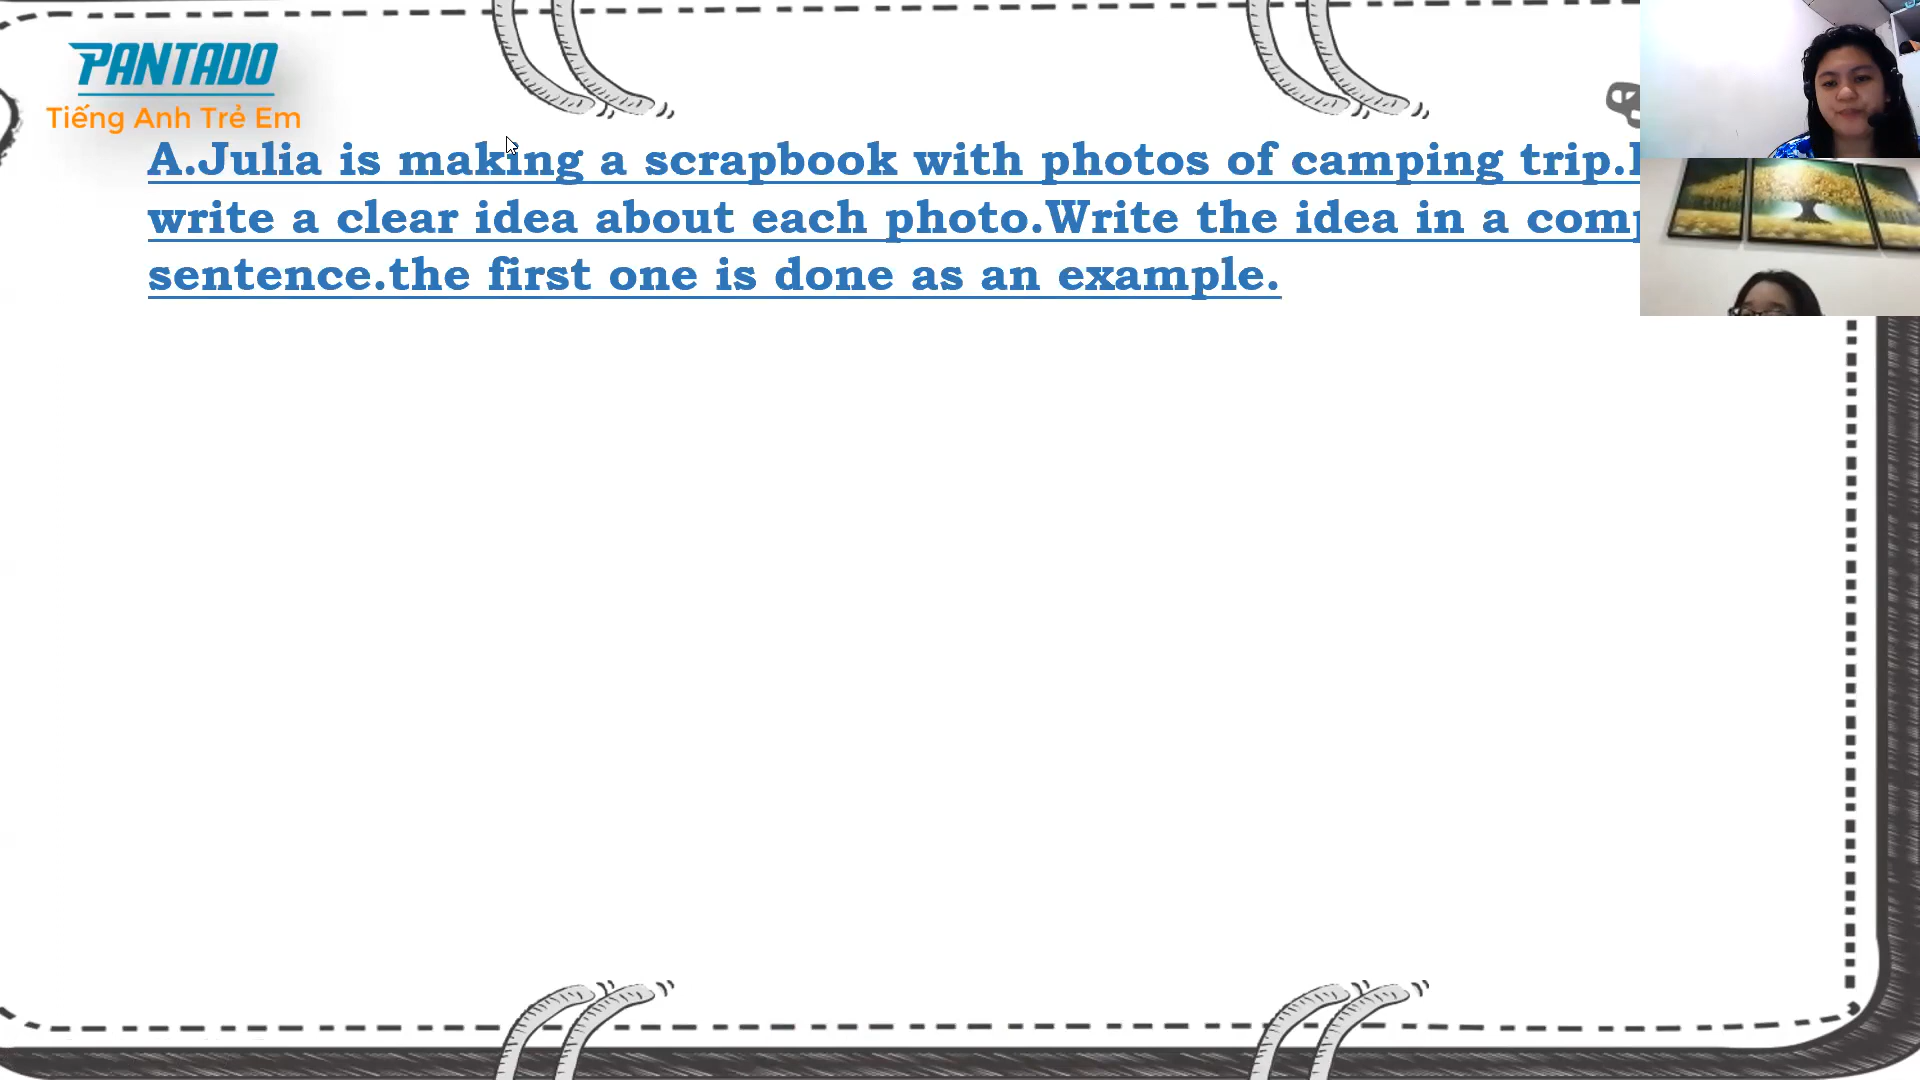 PANTADO
Tiếng Anh Trẻ Em
A.Julia is making a scrapbook with photos of camping trip.
write a clear idea about each photo.Write the idea in a
sentence.the first one is done as an example.